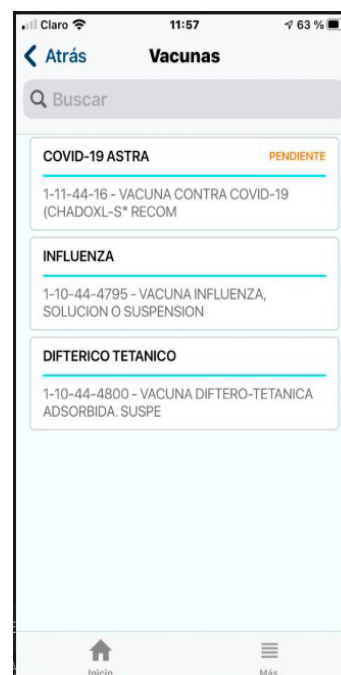 Claro 11:57 63 %
Atrás Vacunas
Buscar
COVID-19 ASTRA PENDIENTE
1-11-44-16 - VACUNA CONTRA COVID-19
(CHADOXL-S* RECOM
INFLUENZA
1-10-44-4795 - VACUNA INFLUENZA,
SOLUCION O SUSPENSION
DIFTERICO TETANICO
1-10-44-4800 - VACUNA DIFTERO-TETANICA
ADSORBIDA. SUSPE
Inicio Más